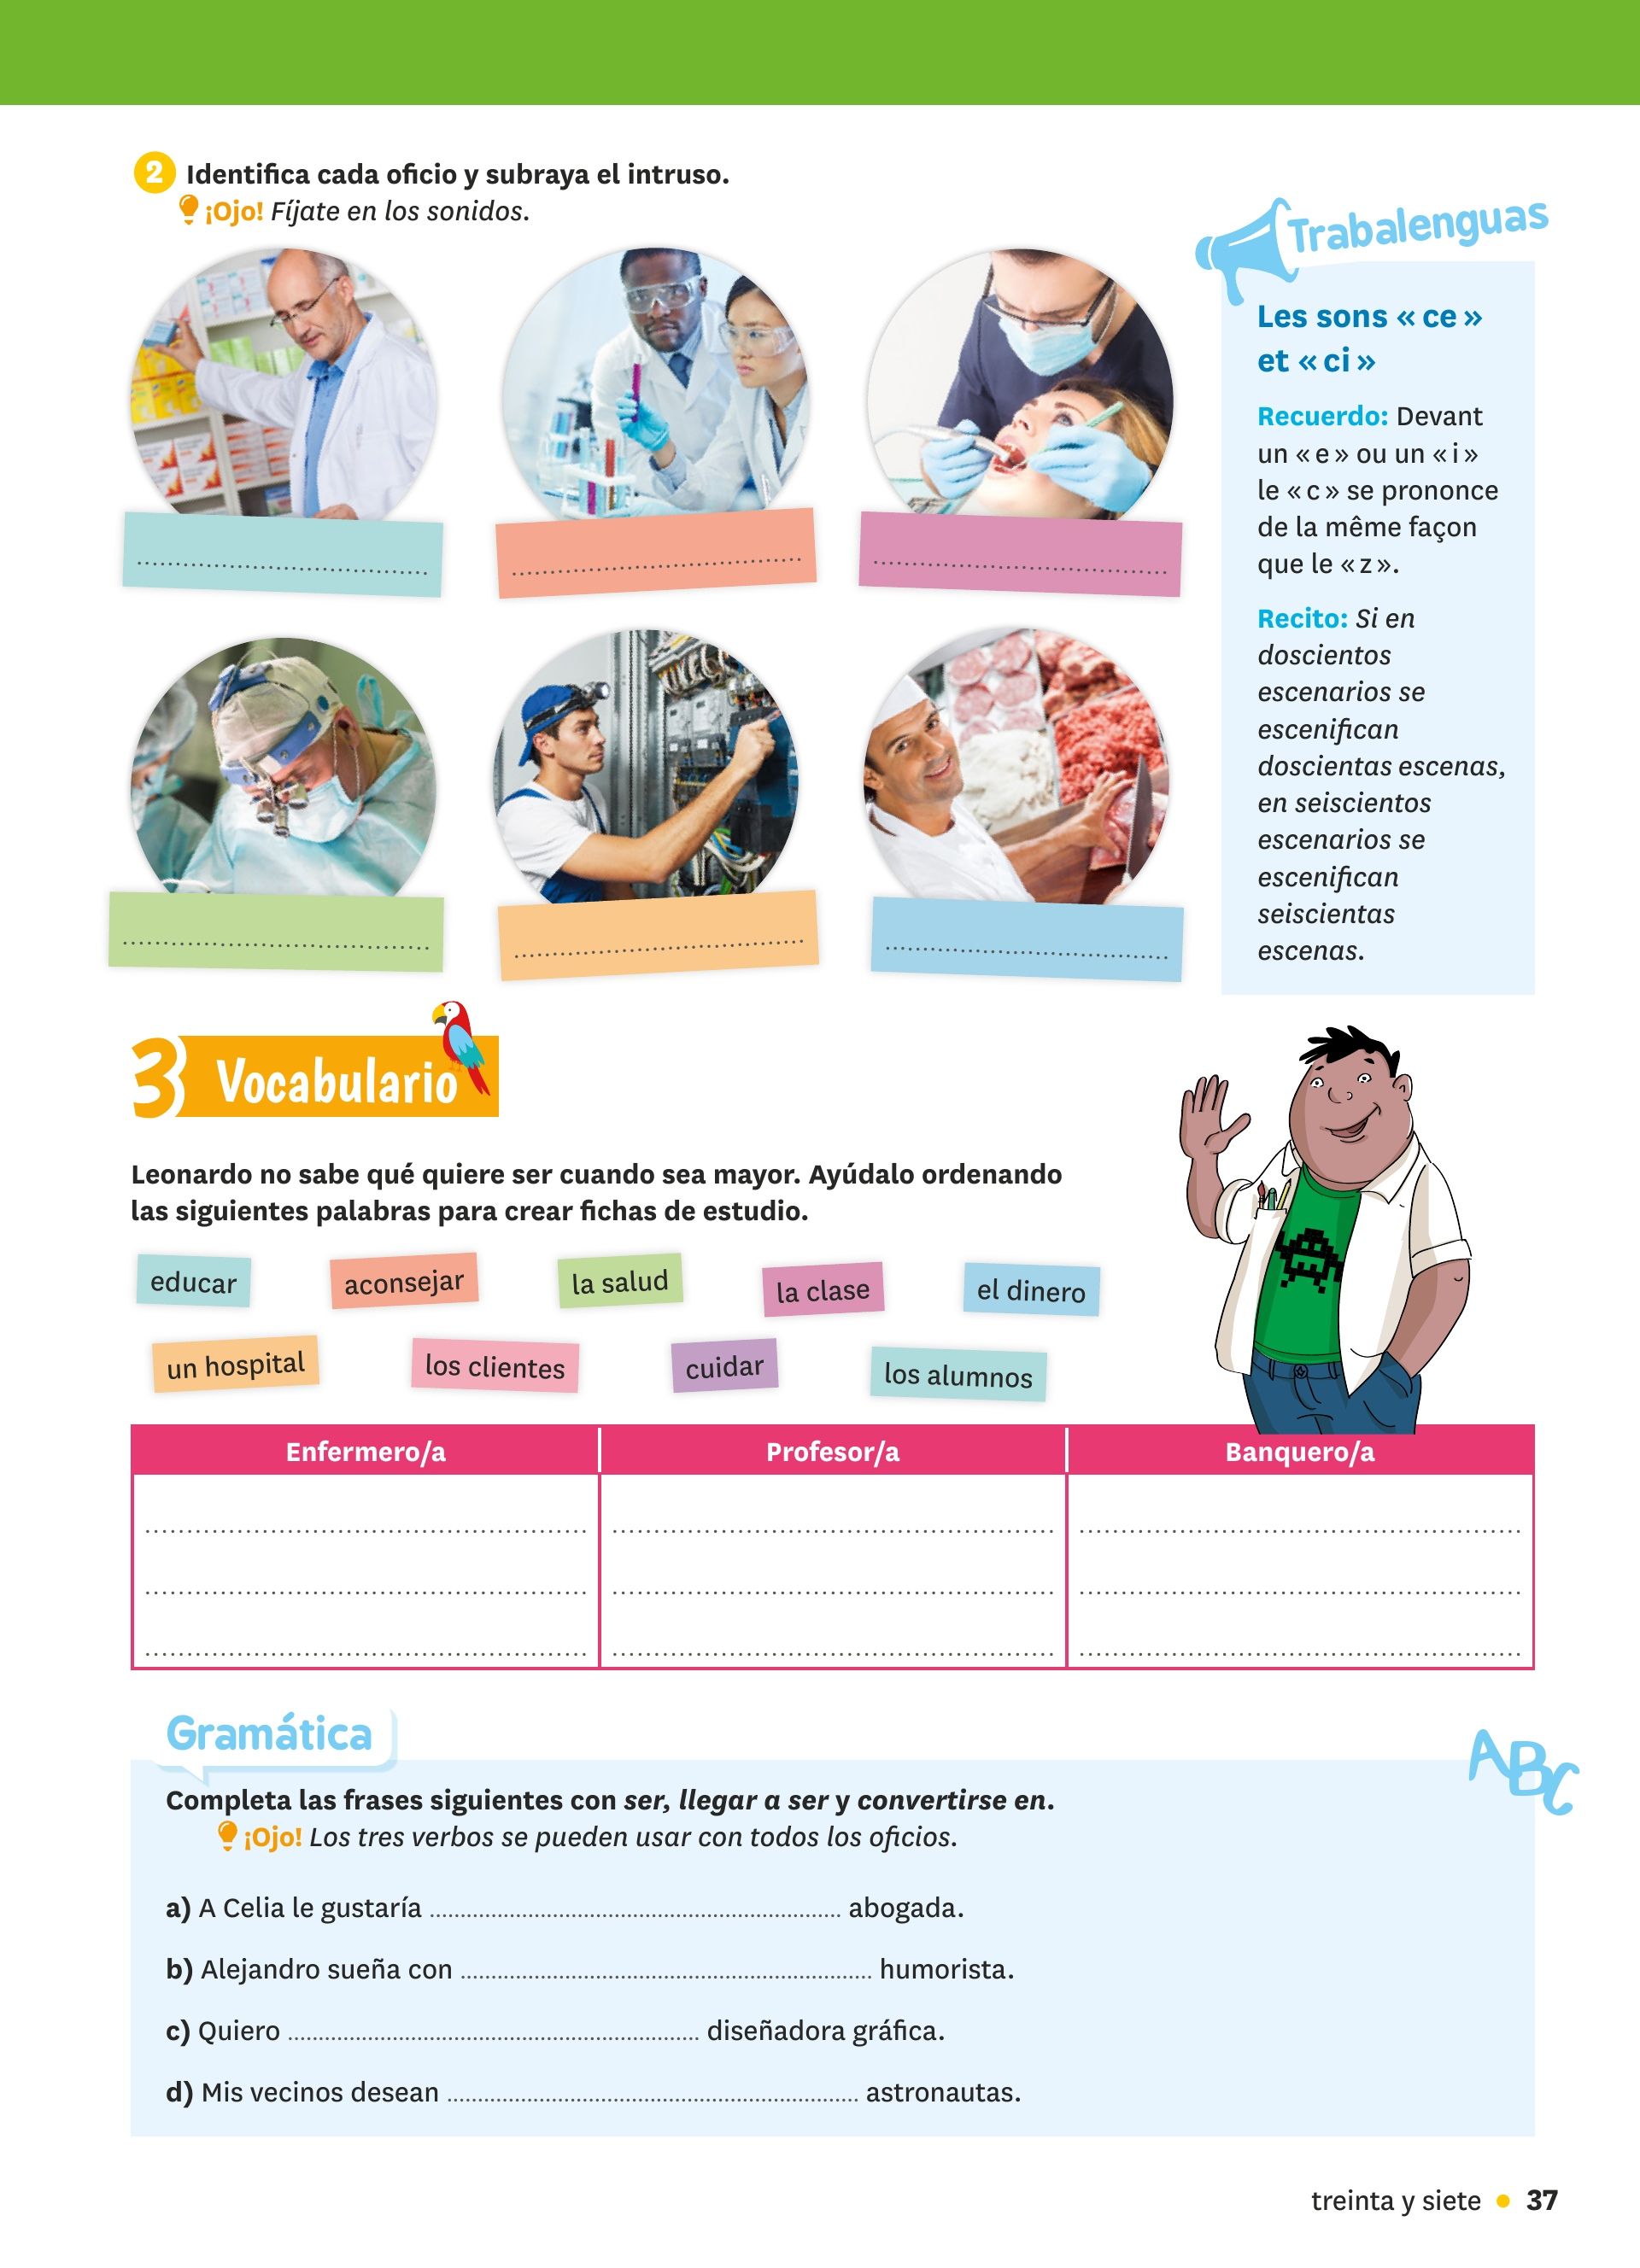 2 Identifica cada oficio y subraya el intruso.
¡Ojo! Fíjate en los sonidos.
Trabalenguas
Les sons « ce »
et « ci »
Recuerdo: Devant
un « e » ou un « i »
le « c » se prononce
de la même façon
que le « z ».
Recito: Si en
doscientos
escenarios se
escenifican
doscientas escenas,
en seiscientos
escenarios se
escenifican
seiscientas
escenas.
3 Vocabulario
Leonardo no sabe qué quiere ser cuando sea mayor. Ayúdalo ordenando
las siguientes palabras para crear fichas de estudio.
educar aconsejar la salud la clase el dinero
un hospital los clientes cuidar los alumnos
Enfermero/a Profesor/a Banquero/a
Gramática
ABC
Completa las frases siguientes con ser, llegar a ser y convertirse en.
¡Ojo! Los tres verbos se pueden usar con todos los oficios.
a) A Celia le gustaría ........ abogada.
b) Alejandro sueña con ........ humorista.
c) Quiero ........ diseñadora gráfica.
d) Mis vecinos desean ........ astronautas.
treinta y siete • 37